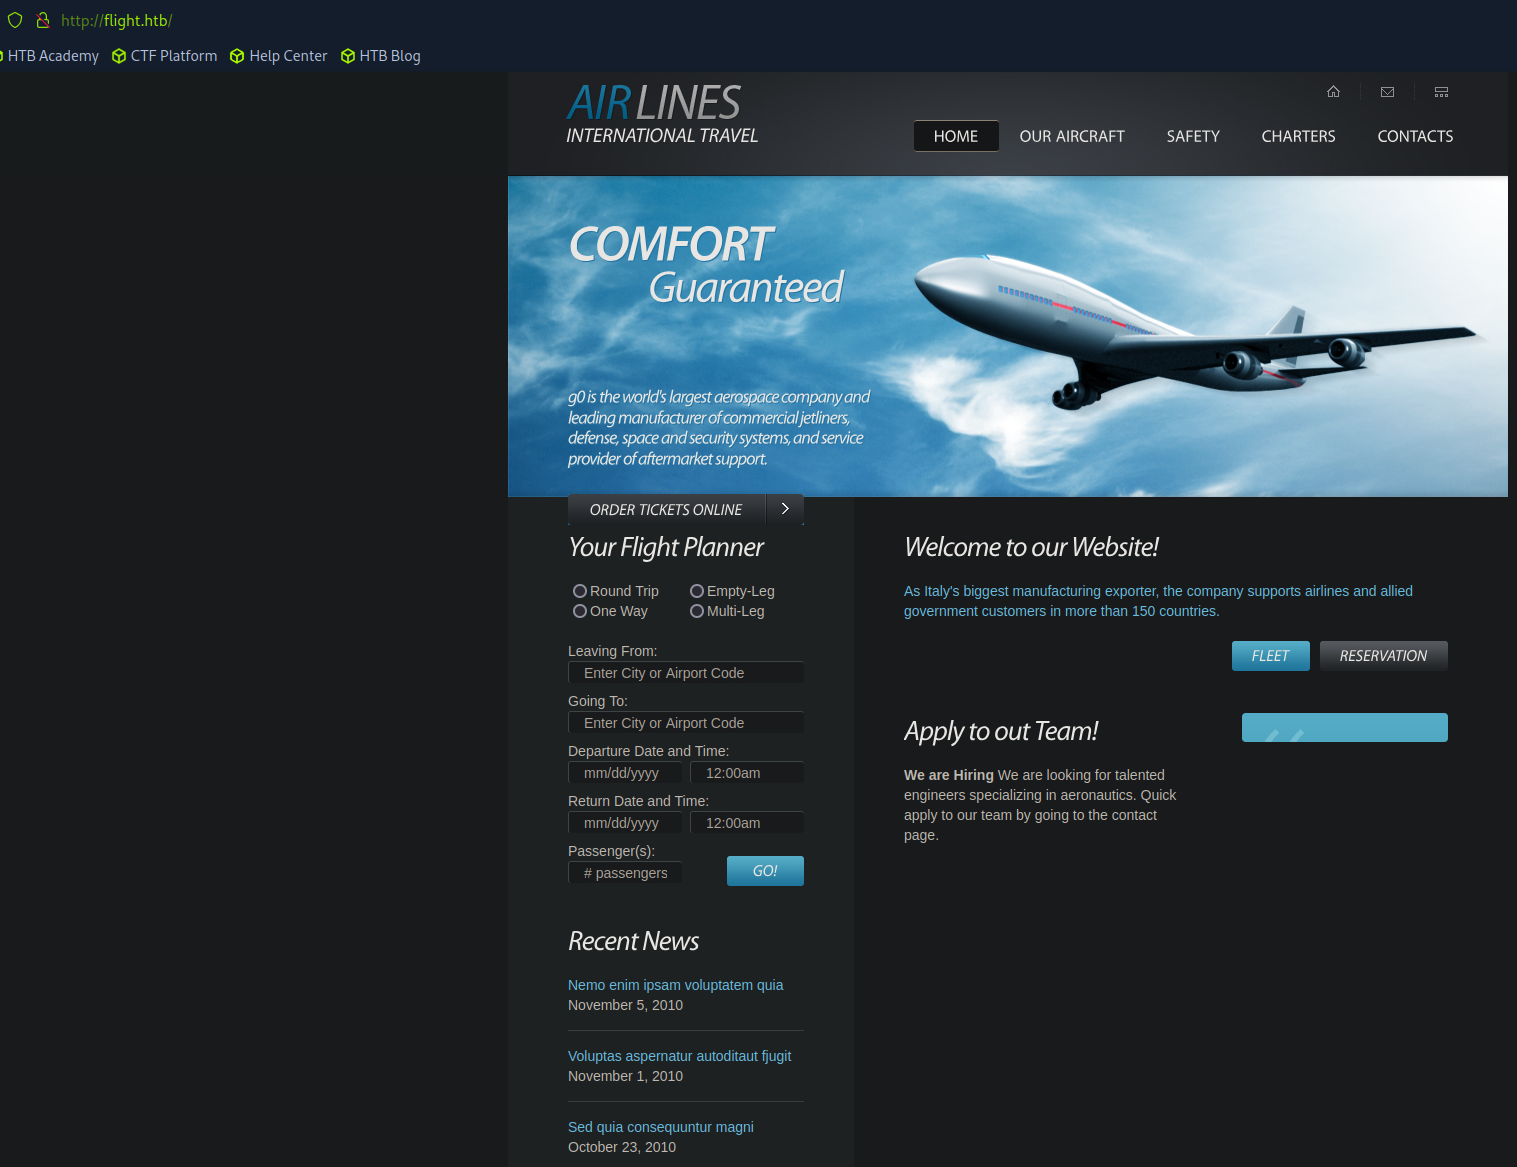 http://flight.htb/
HTB Academy CTF Platform Help Center HTB Blog
AIR LINES
INTERNATIONAL TRAVEL
HOME OUR AIRCRAFT SAFETY CHARTERS CONTACTS
COMFORT
Guaranteed
g0 is the world's largest aerospace company and
leading manufacturer of commercial jetliners,
defense, space and security systems, and service
provider of aftermarket support.
ORDER TICKETS ONLINE
Your Flight Planner
Round Trip Empty-Leg
One Way Multi-Leg
Leaving From:
Enter City or Airport Code
Going To:
Enter City or Airport Code
Departure Date and Time:
mm/dd/yyyy 12:00am
Return Date and Time:
mm/dd/yyyy 12:00am
Passenger(s):
# passengers GO!
Recent News
Nemo enim ipsam voluptatem quia
November 5, 2010
Voluptas aspernatur autoditaut fjugit
November 1, 2010
Sed quia consequuntur magni
October 23, 2010
Welcome to our Website!
As Italy's biggest manufacturing exporter, the company supports airlines and allied
government customers in more than 150 countries.
FLEET RESERVATION
Apply to out Team!
We are Hiring We are looking for talented
engineers specializing in aeronautics. Quick
apply to our team by going to the contact
page.